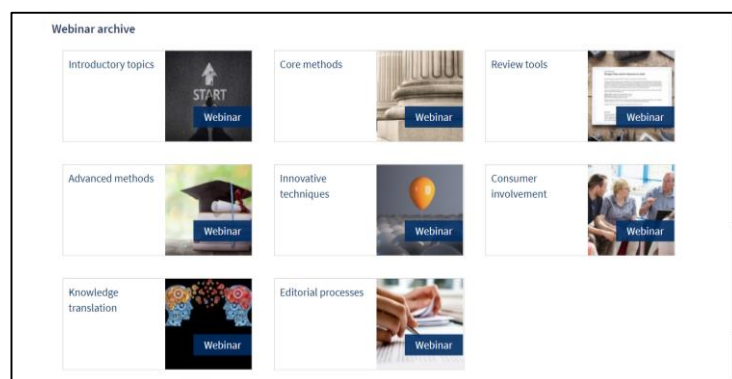 Webinar archive
Introductory topics
START
Webinar
Core methods
Webinar
Review tools
Webinar
Advanced methods
Webinar
Innovative
techniques
Webinar
Consumer
involvement
Webinar
Knowledge
translation
Webinar
Editorial processes
Webinar